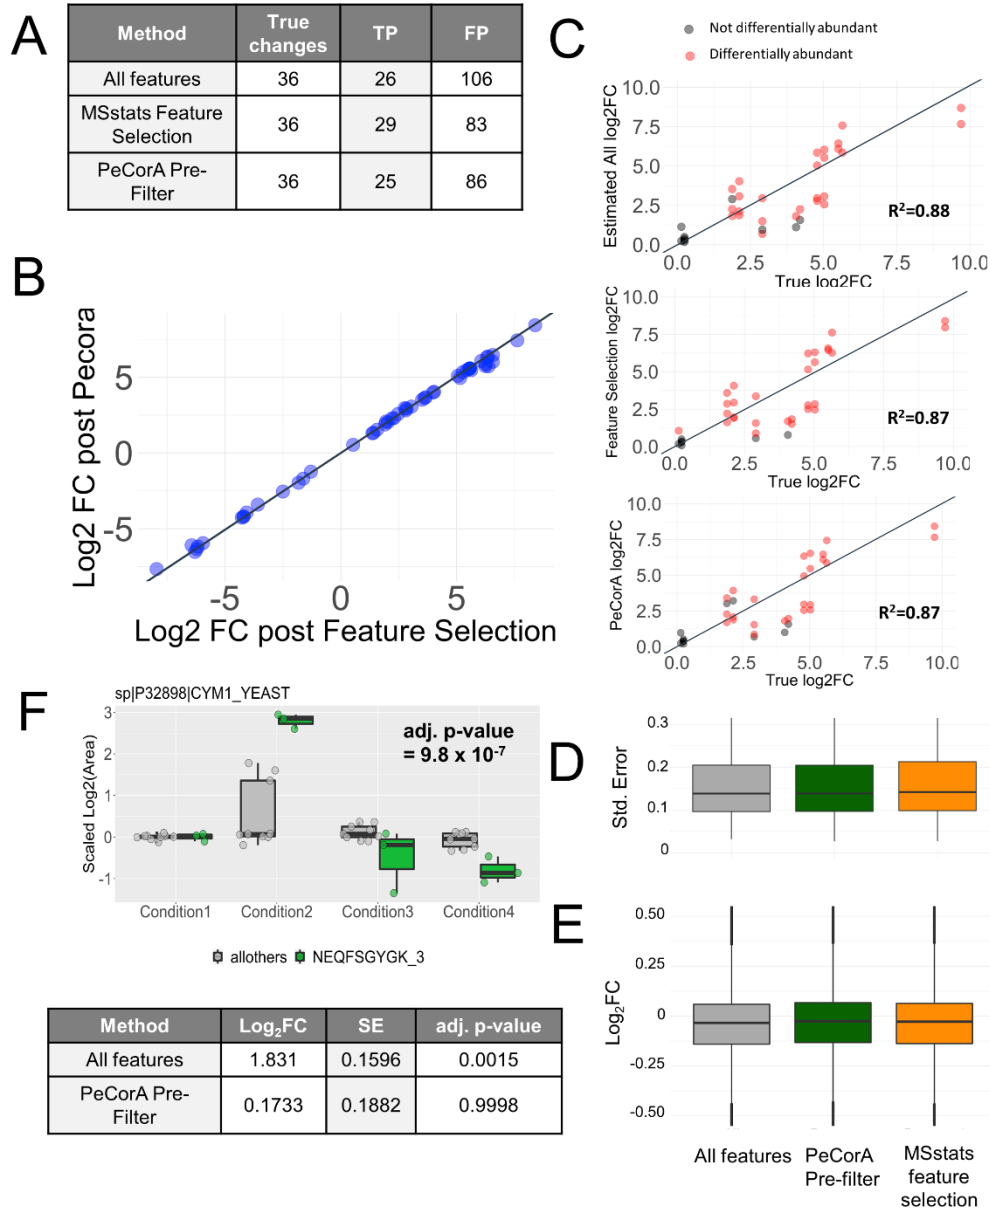 A
Method True changes TP FP
All features 36 26 106
MSstats Feature Selection 36 29 83
PeCorA Pre-Filter 36 25 86
B
Log2 FC post Pecora
5
0
-5
-5 0 5
Log2 FC post Feature Selection
C
Not differentially abundant
Differentially abundant
Estimated All log2FC
10.0
7.5
5.0
2.5
0.0
R²=0.88
0.0 2.5 5.0 7.5 10.0
True log2FC
Feature Selection log2FC
10.0
7.5
5.0
2.5
0.0
R²=0.87
0.0 2.5 5.0 7.5 10.0
True log2FC
PeCorA log2FC
10.0
7.5
5.0
2.5
0.0
R²=0.87
0.0 2.5 5.0 7.5 10.0
True log2FC
D
Std. Error
0.3
0.2
0.1
0
E
Log₂FC
0.50
0.25
0
-0.25
-0.50
All features
PeCorA
Pre-filter
MSstats
feature
selection
F
sp|P32898|CYM1_YEAST
Scaled Log2(Area)
3
2
1
0
-1
adj. p-value
= 9.8 x 10⁻⁷
Condition1 Condition2 Condition3 Condition4
allothers NEQFSGYGK_3
Method Log₂FC SE adj. p-value
All features 1.831 0.1596 0.0015
PeCorA Pre-Filter 0.1733 0.1882 0.9998